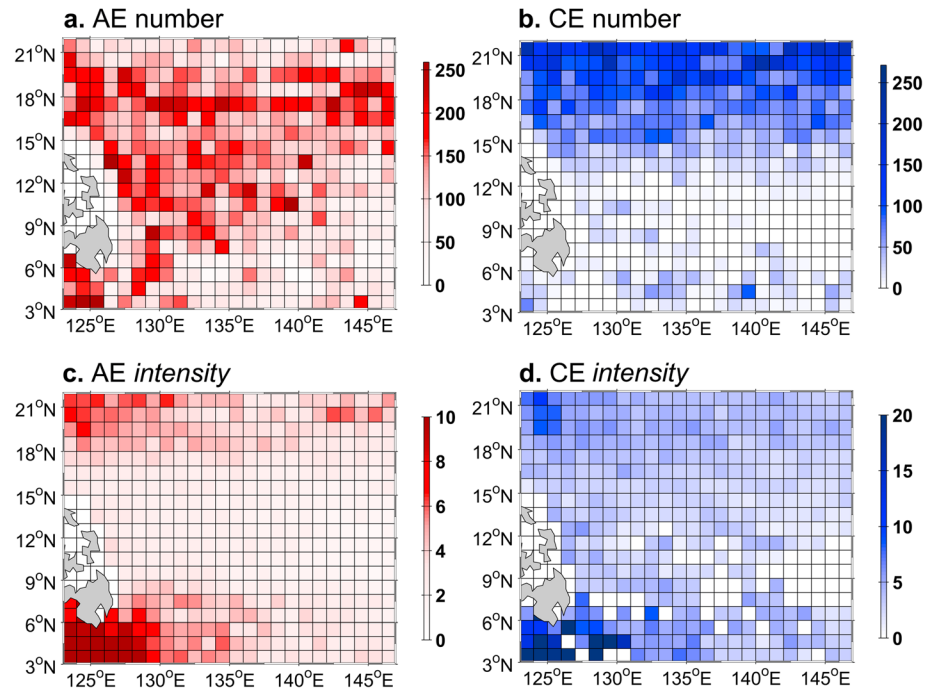 a. AE number
b. CE number
21°N
18°N
15°N
12°N
9°N
6°N
3°N
125°E 130°E 135°E 140°E 145°E
250
200
150
100
50
0
21°N
18°N
15°N
12°N
9°N
6°N
3°N
125°E 130°E 135°E 140°E 145°E
250
200
150
100
50
0
c. AE intensity
d. CE intensity
21°N
18°N
15°N
12°N
9°N
6°N
3°N
125°E 130°E 135°E 140°E 145°E
10
8
6
4
2
0
21°N
18°N
15°N
12°N
9°N
6°N
3°N
125°E 130°E 135°E 140°E 145°E
20
15
10
5
0